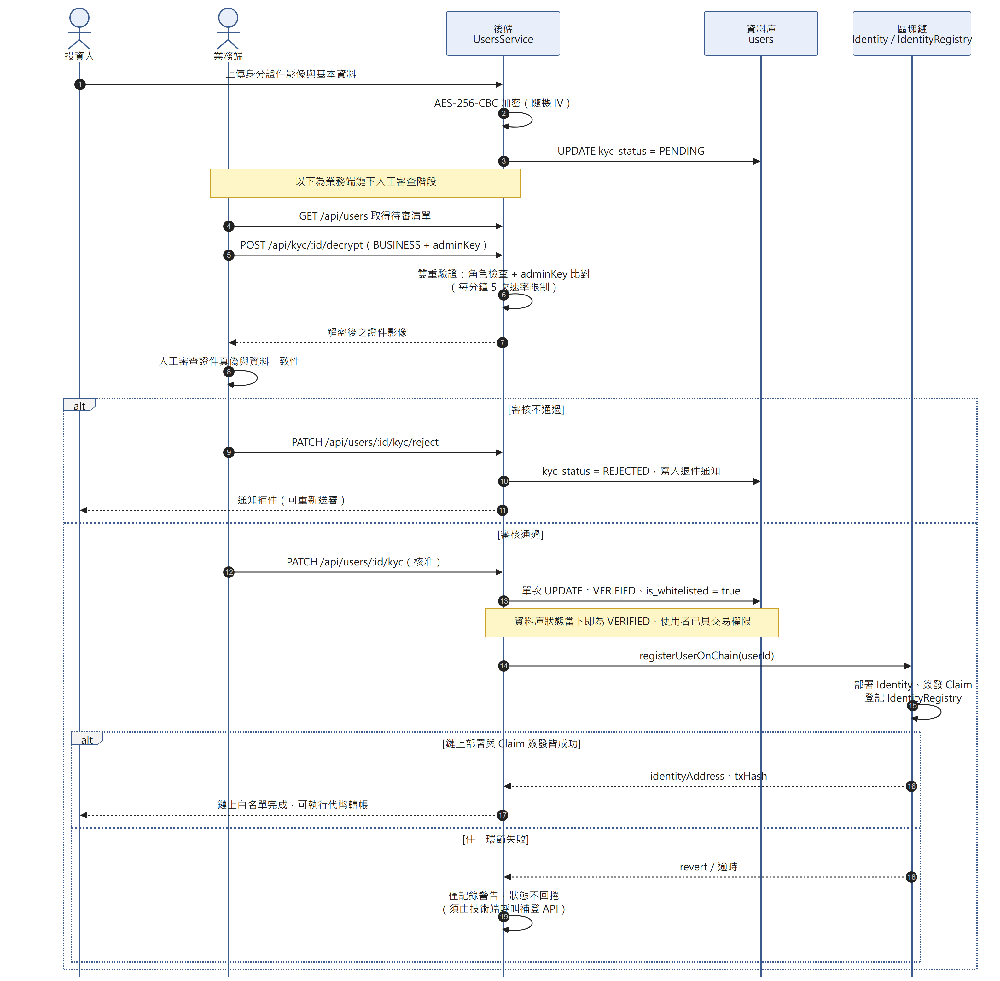 投資人
業務端
後端
UsersService
資料庫
users
區塊鏈
Identity / IdentityRegistry
上傳身分證件影像與基本資料
1
AES-256-CBC 加密（隨機 IV）
2
UPDATE kyc_status = PENDING
3
以下為業務端鏈下人工審查階段
GET /api/users 取得待審清單
4
POST /api/kyc/:id/decrypt（BUSINESS + adminKey）
5
雙重驗證：角色檢查 + adminKey 比對
（每分鐘 5 次速率限制）
6
解密後之證件影像
7
人工審查證件真偽與資料一致性
8
alt
[審核不通過]
PATCH /api/users/:id/kyc/reject
9
kyc_status = REJECTED，寫入退件通知
10
通知補件（可重新送審）
11
[審核通過]
PATCH /api/users/:id/kyc（核准）
12
單次 UPDATE：VERIFIED、is_whitelisted = true
13
資料庫狀態當下即為 VERIFIED，使用者已具交易權限
registerUserOnChain(userId)
14
部署 Identity、簽發 Claim
登記 IdentityRegistry
15
alt
[鏈上部署與 Claim 簽發皆成功]
identityAddress、txHash
16
鏈上白名單完成，可執行代幣轉帳
17
[任一環節失敗]
revert / 逾時
18
僅記錄警告，狀態不回捲
（須由技術端呼叫補登 API）
19